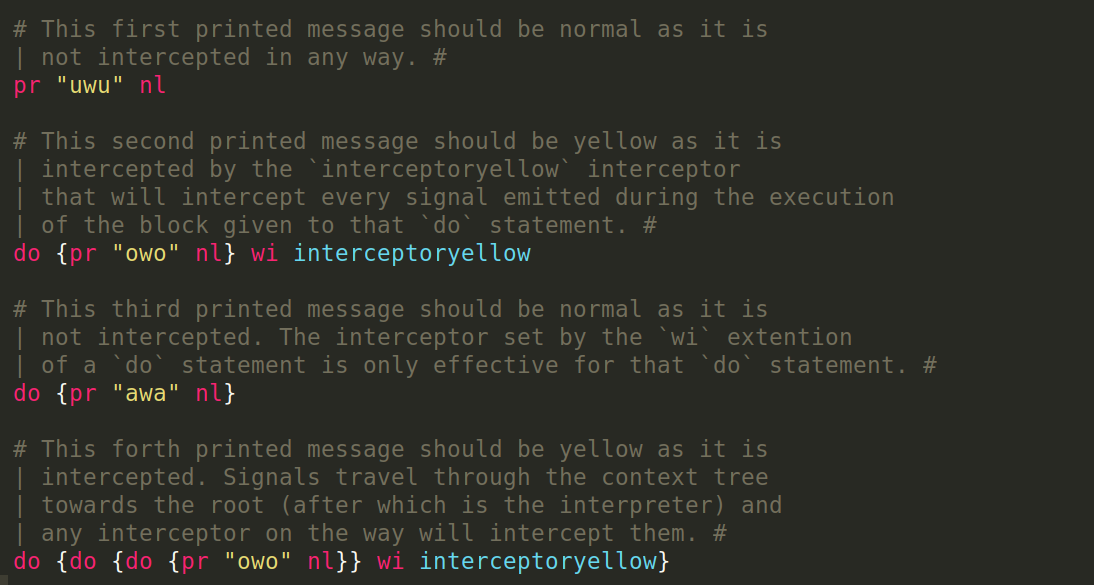 # This first printed message should be normal as it is
| not intercepted in any way. #
pr "uwu" nl
# This second printed message should be yellow as it is
| intercepted by the `interceptoryellow` interceptor
| that will intercept every signal emitted during the execution
| of the block given to that `do` statement. #
do {pr "owo" nl} wi interceptoryellow
# This third printed message should be normal as it is
| not intercepted. The interceptor set by the `wi` extention
| of a `do` statement is only effective for that `do` statement. #
do {pr "awa" nl}
# This forth printed message should be yellow as it is
| intercepted. Signals travel through the context tree
| towards the root (after which is the interpreter) and
| any interceptor on the way will intercept them. #
do {do {do {pr "owo" nl}} wi interceptoryellow}